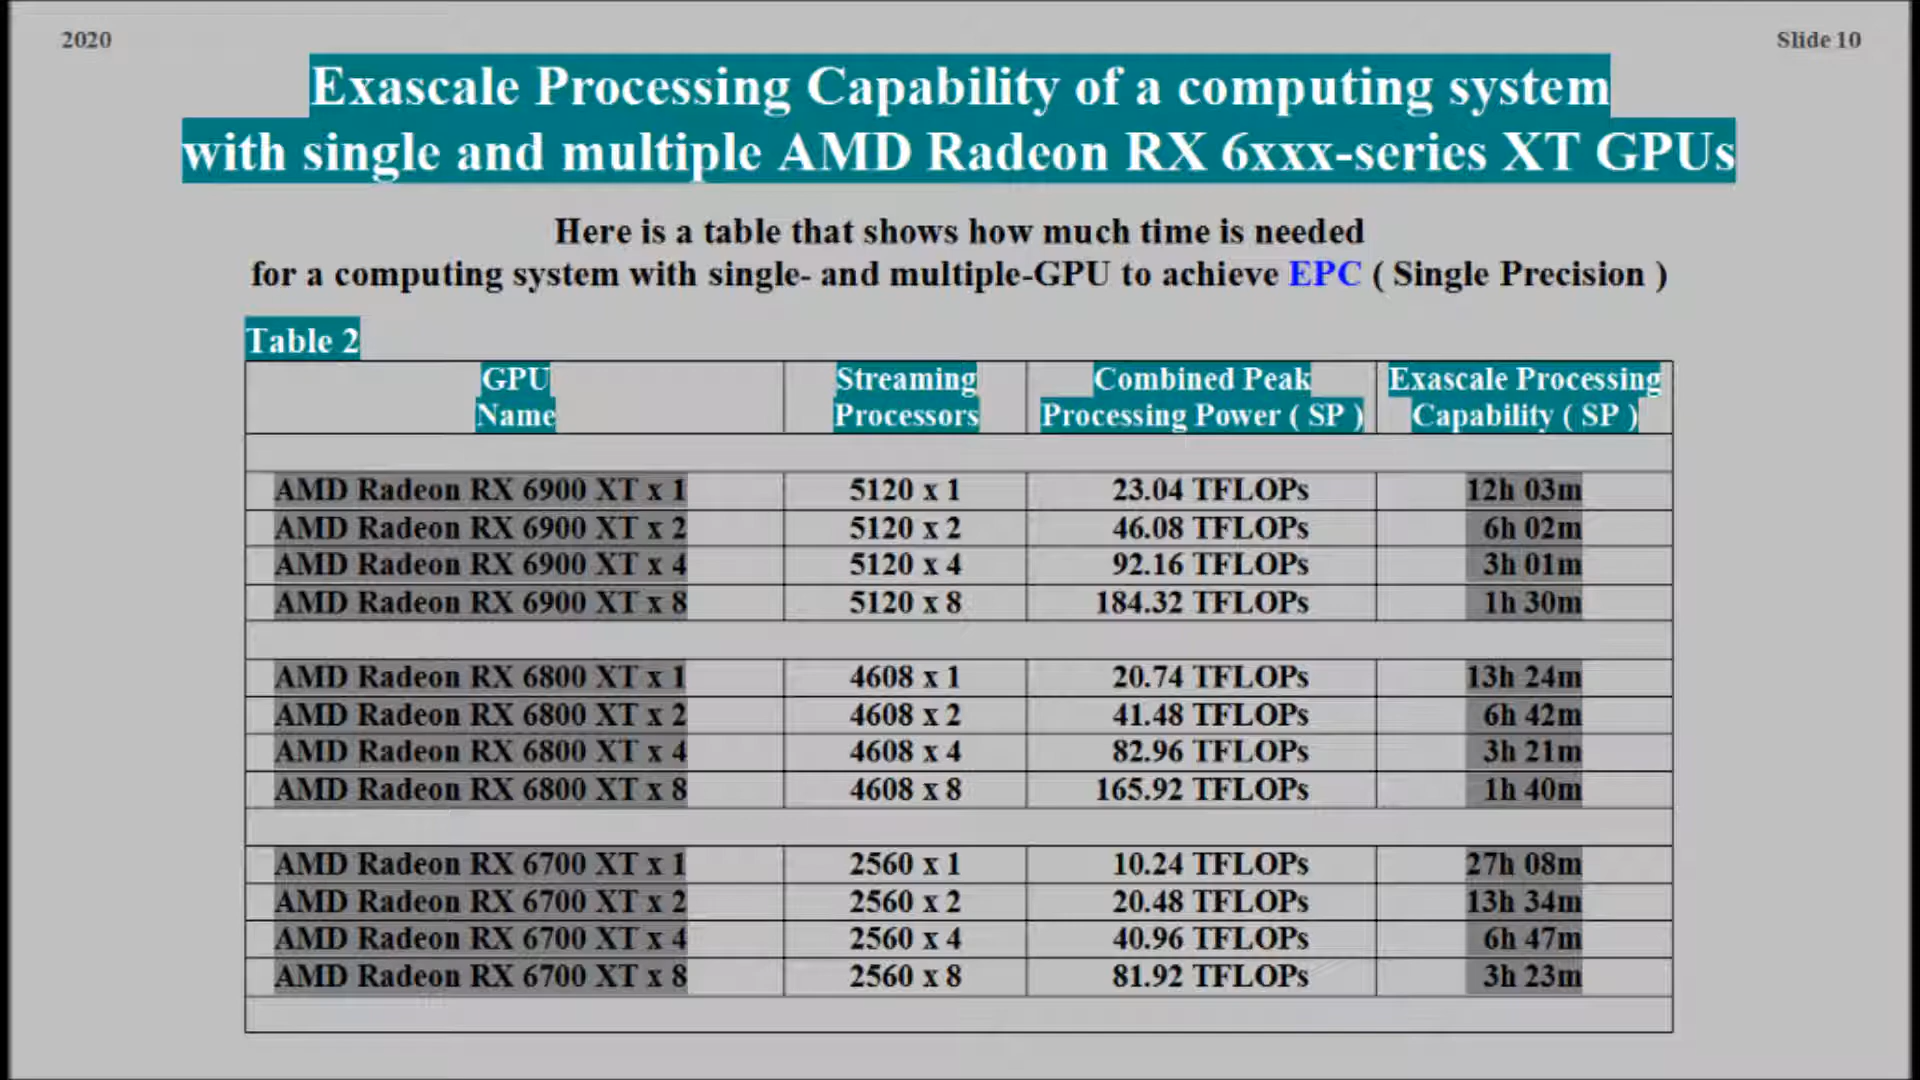 2020
Slide 10
Exascale Processing Capability of a computing system
with single and multiple AMD Radeon RX 6xxx-series XT GPUs
Here is a table that shows how much time is needed
for a computing system with single- and multiple-GPU to achieve EPC ( Single Precision )
Table 2
GPU Name Streaming Processors Combined Peak Processing Power ( SP ) Exascale Processing Capability ( SP )
AMD Radeon RX 6900 XT x 1 5120 x 1 23.04 TFLOPs 12h 03m
AMD Radeon RX 6900 XT x 2 5120 x 2 46.08 TFLOPs 6h 02m
AMD Radeon RX 6900 XT x 4 5120 x 4 92.16 TFLOPs 3h 01m
AMD Radeon RX 6900 XT x 8 5120 x 8 184.32 TFLOPs 1h 30m
AMD Radeon RX 6800 XT x 1 4608 x 1 20.74 TFLOPs 13h 24m
AMD Radeon RX 6800 XT x 2 4608 x 2 41.48 TFLOPs 6h 42m
AMD Radeon RX 6800 XT x 4 4608 x 4 82.96 TFLOPs 3h 21m
AMD Radeon RX 6800 XT x 8 4608 x 8 165.92 TFLOPs 1h 40m
AMD Radeon RX 6700 XT x 1 2560 x 1 10.24 TFLOPs 27h 08m
AMD Radeon RX 6700 XT x 2 2560 x 2 20.48 TFLOPs 13h 34m
AMD Radeon RX 6700 XT x 4 2560 x 4 40.96 TFLOPs 6h 47m
AMD Radeon RX 6700 XT x 8 2560 x 8 81.92 TFLOPs 3h 23m